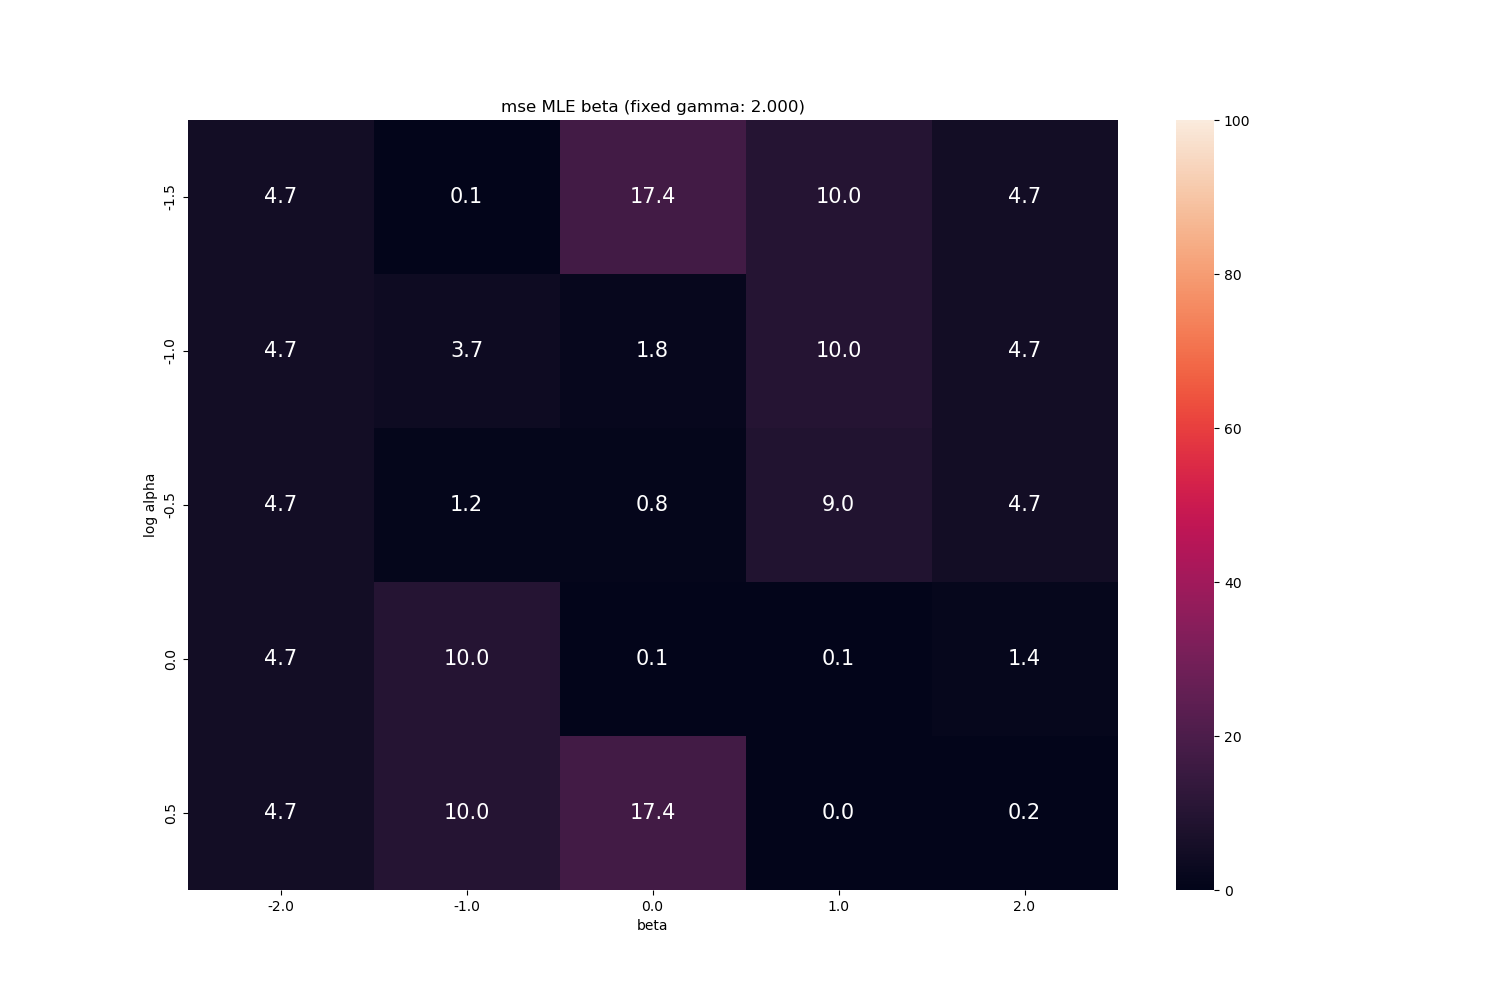 mse MLE beta (fixed gamma: 2.000)
-1.5 4.7 0.1 17.4 10.0 4.7
-1.0 4.7 3.7 1.8 10.0 4.7
-0.5 4.7 1.2 0.8 9.0 4.7
0.0 4.7 10.0 0.1 0.1 1.4
0.5 4.7 10.0 17.4 0.0 0.2
log alpha
-2.0 -1.0 0.0 1.0 2.0
beta
100
80
60
40
20
0